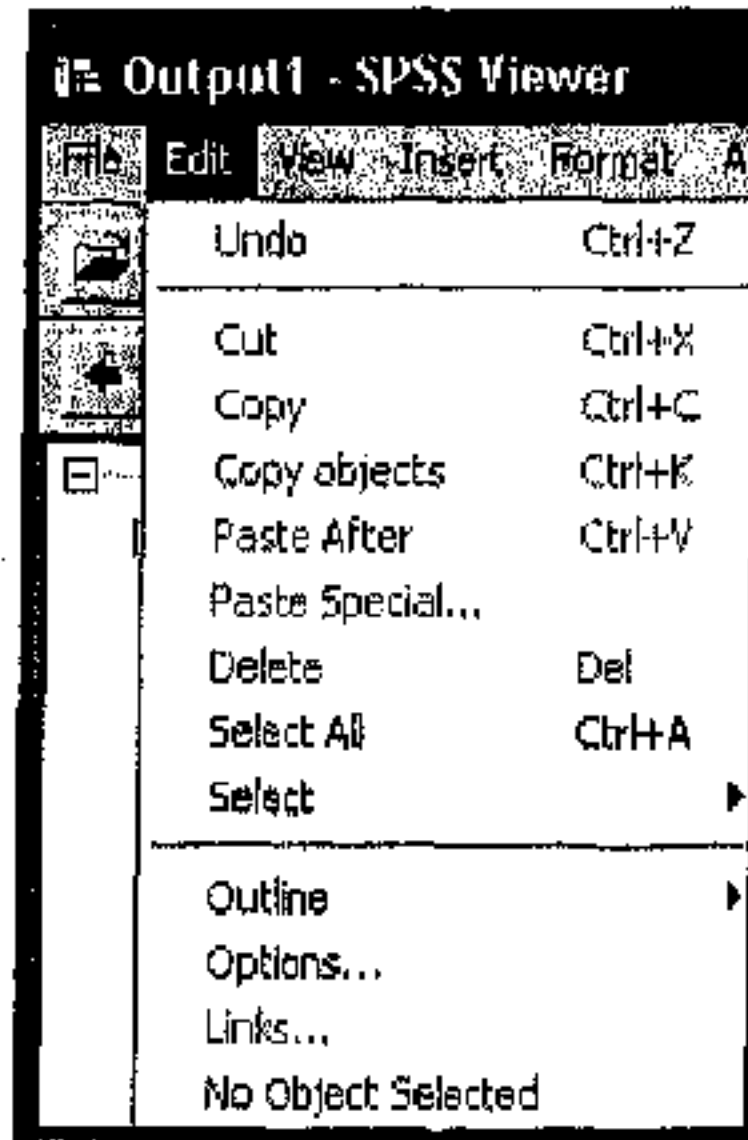 Output1 - SPSS Viewer
File Edit View Insert Format A
Undo Ctrl+Z
Cut Ctrl+X
Copy Ctrl+C
Copy objects Ctrl+K
Paste After Ctrl+V
Paste Special...
Delete Del
Select All Ctrl+A
Select
Outline
Options...
Links...
No Object Selected